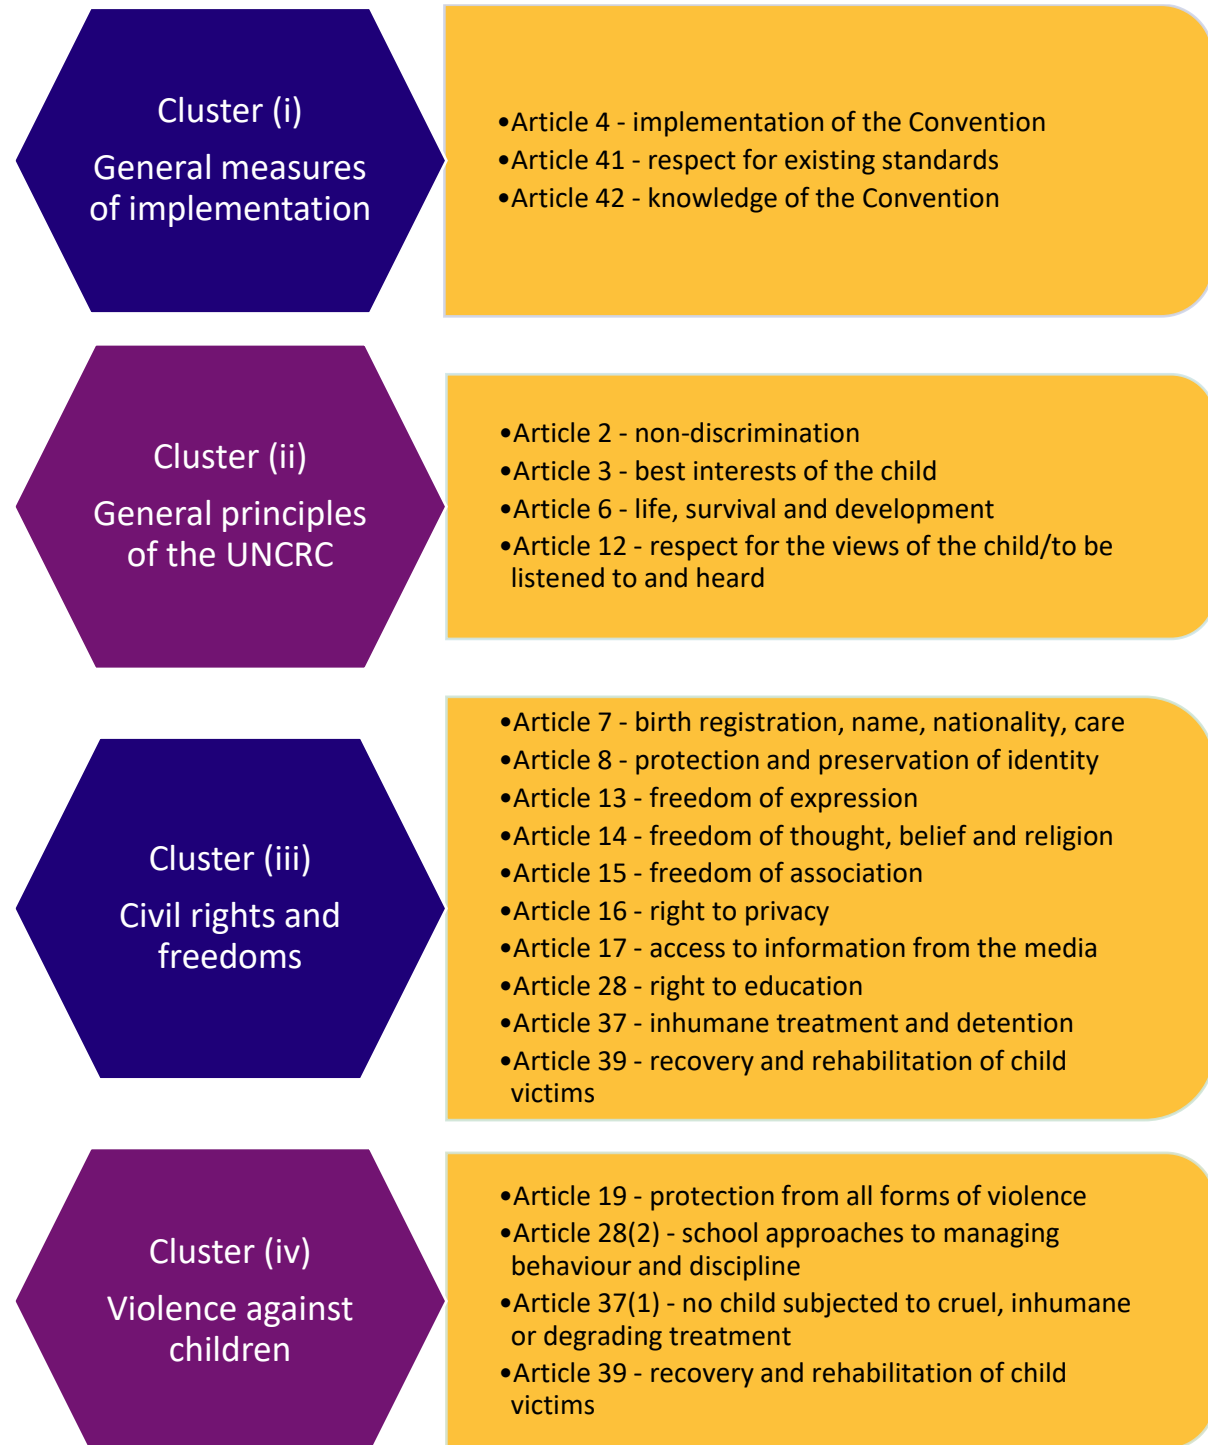 Cluster (i)
General measures
of implementation
•Article 4 - implementation of the Convention
•Article 41 - respect for existing standards
•Article 42 - knowledge of the Convention
Cluster (ii)
General principles
of the UNCRC
•Article 2 - non-discrimination
•Article 3 - best interests of the child
•Article 6 - life, survival and development
•Article 12 - respect for the views of the child/to be
listened to and heard
Cluster (iii)
Civil rights and
freedoms
•Article 7 - birth registration, name, nationality, care
•Article 8 - protection and preservation of identity
•Article 13 - freedom of expression
•Article 14 - freedom of thought, belief and religion
•Article 15 - freedom of association
•Article 16 - right to privacy
•Article 17 - access to information from the media
•Article 28 - right to education
•Article 37 - inhumane treatment and detention
•Article 39 - recovery and rehabilitation of child
victims
Cluster (iv)
Violence against
children
•Article 19 - protection from all forms of violence
•Article 28(2) - school approaches to managing
behaviour and discipline
•Article 37(1) - no child subjected to cruel, inhumane
or degrading treatment
•Article 39 - recovery and rehabilitation of child
victims